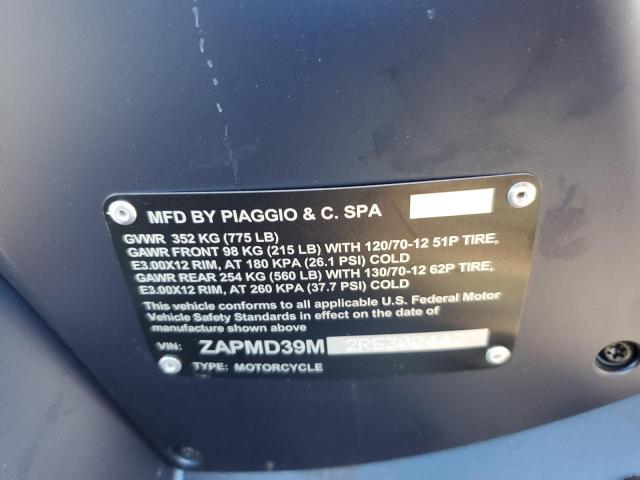 MFD BY PIAGGIO & C. SPA
GVWR 352 KG (775 LB)
GAWR FRONT 98 KG (215 LB) WITH 120/70-12 51P TIRE,
E3.00X12 RIM, AT 180 KPA (26.1 PSI) COLD
GAWR REAR 254 KG (560 LB) WITH 130/70-12 62P TIRE,
E3.00X12 RIM, AT 260 KPA (37.7 PSI) COLD
This vehicle conforms to all applicable U.S. Federal Motor
Vehicle Safety Standards in effect on the date of
manufacture shown above
VIN: ZAPMD39M 2R5300442
TYPE: MOTORCYCLE